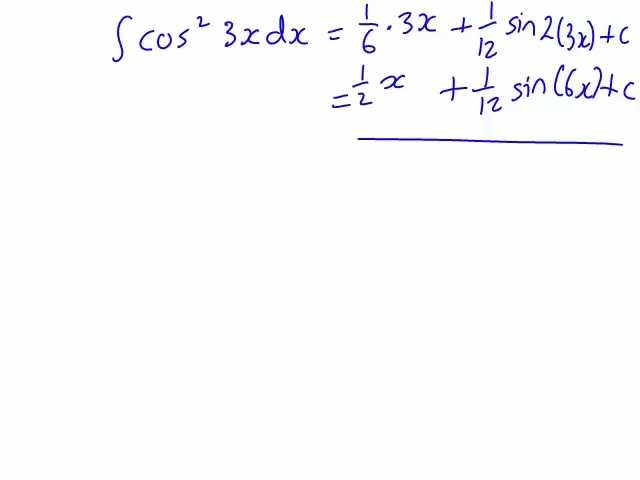 ∫ cos² 3x dx = 1/6 · 3x + 1/12 sin 2(3x) + c
= 1/2 x + 1/12 sin(6x) + c